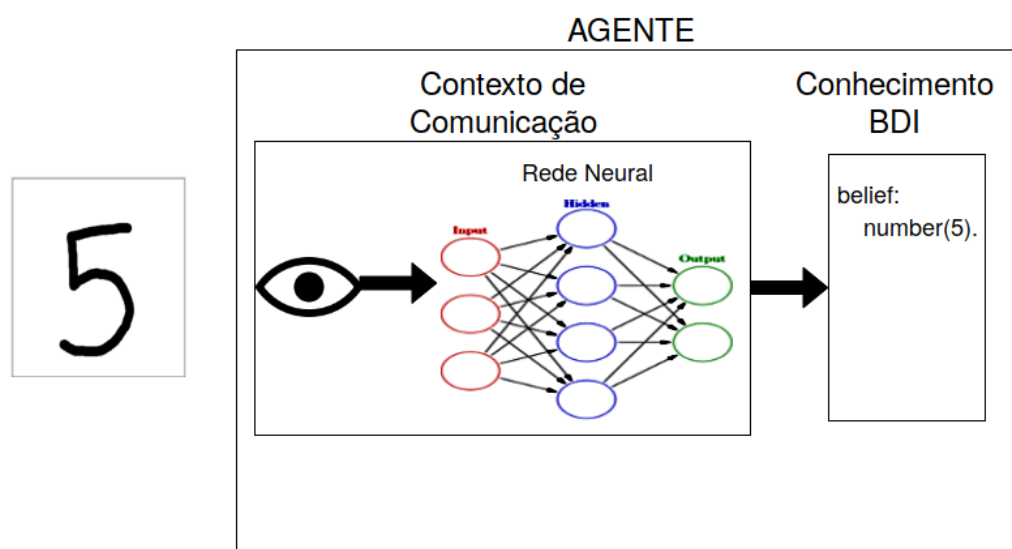 AGENTE
Contexto de
Comunicação
Conhecimento
BDI
5
Rede Neural
Hidden
Input
Output
belief:
number(5).